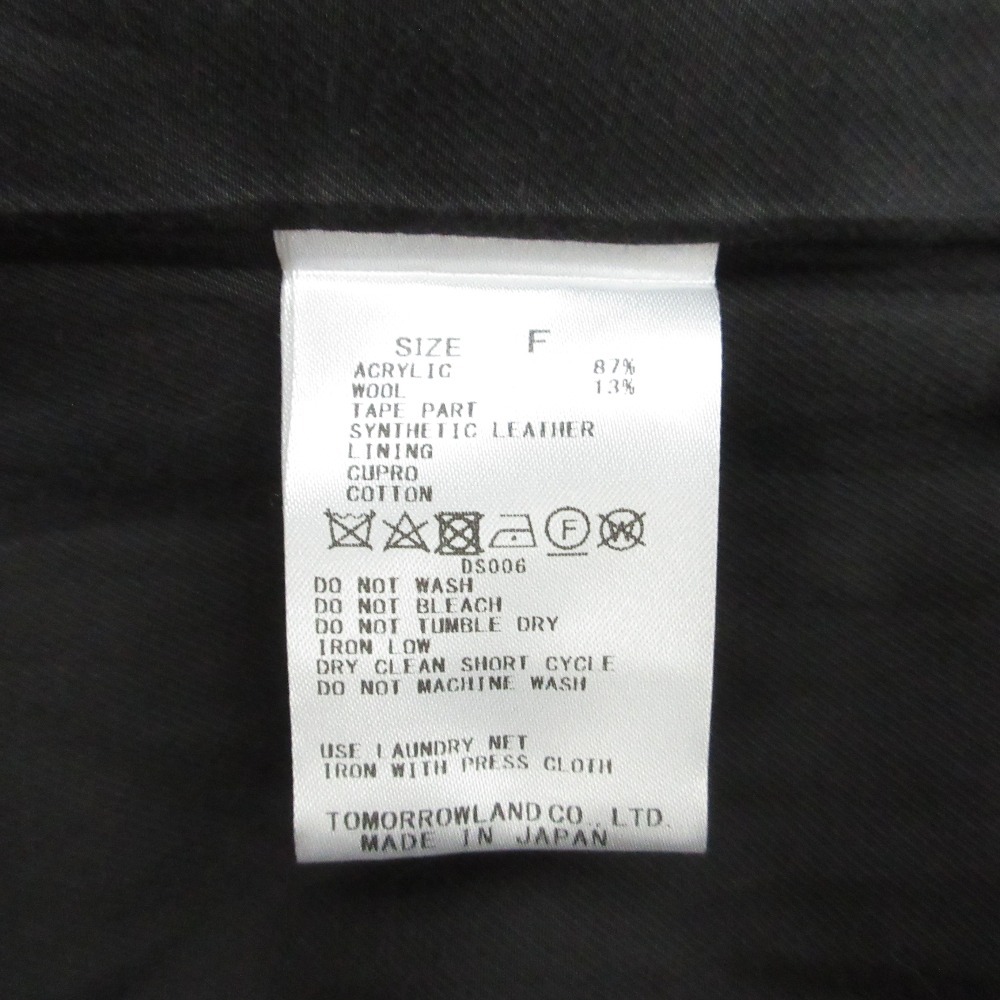 SIZE F
ACRYLIC 87%
WOOL 13%
TAPE PART
SYNTHETIC LEATHER
LINING
CUPRO
COTTON
F W
DS006
DO NOT WASH
DO NOT BLEACH
DO NOT TUMBLE DRY
IRON LOW
DRY CLEAN SHORT CYCLE
DO NOT MACHINE WASH
USE LAUNDRY NET
IRON WITH PRESS CLOTH
TOMORROWLAND CO., LTD.
MADE IN JAPAN